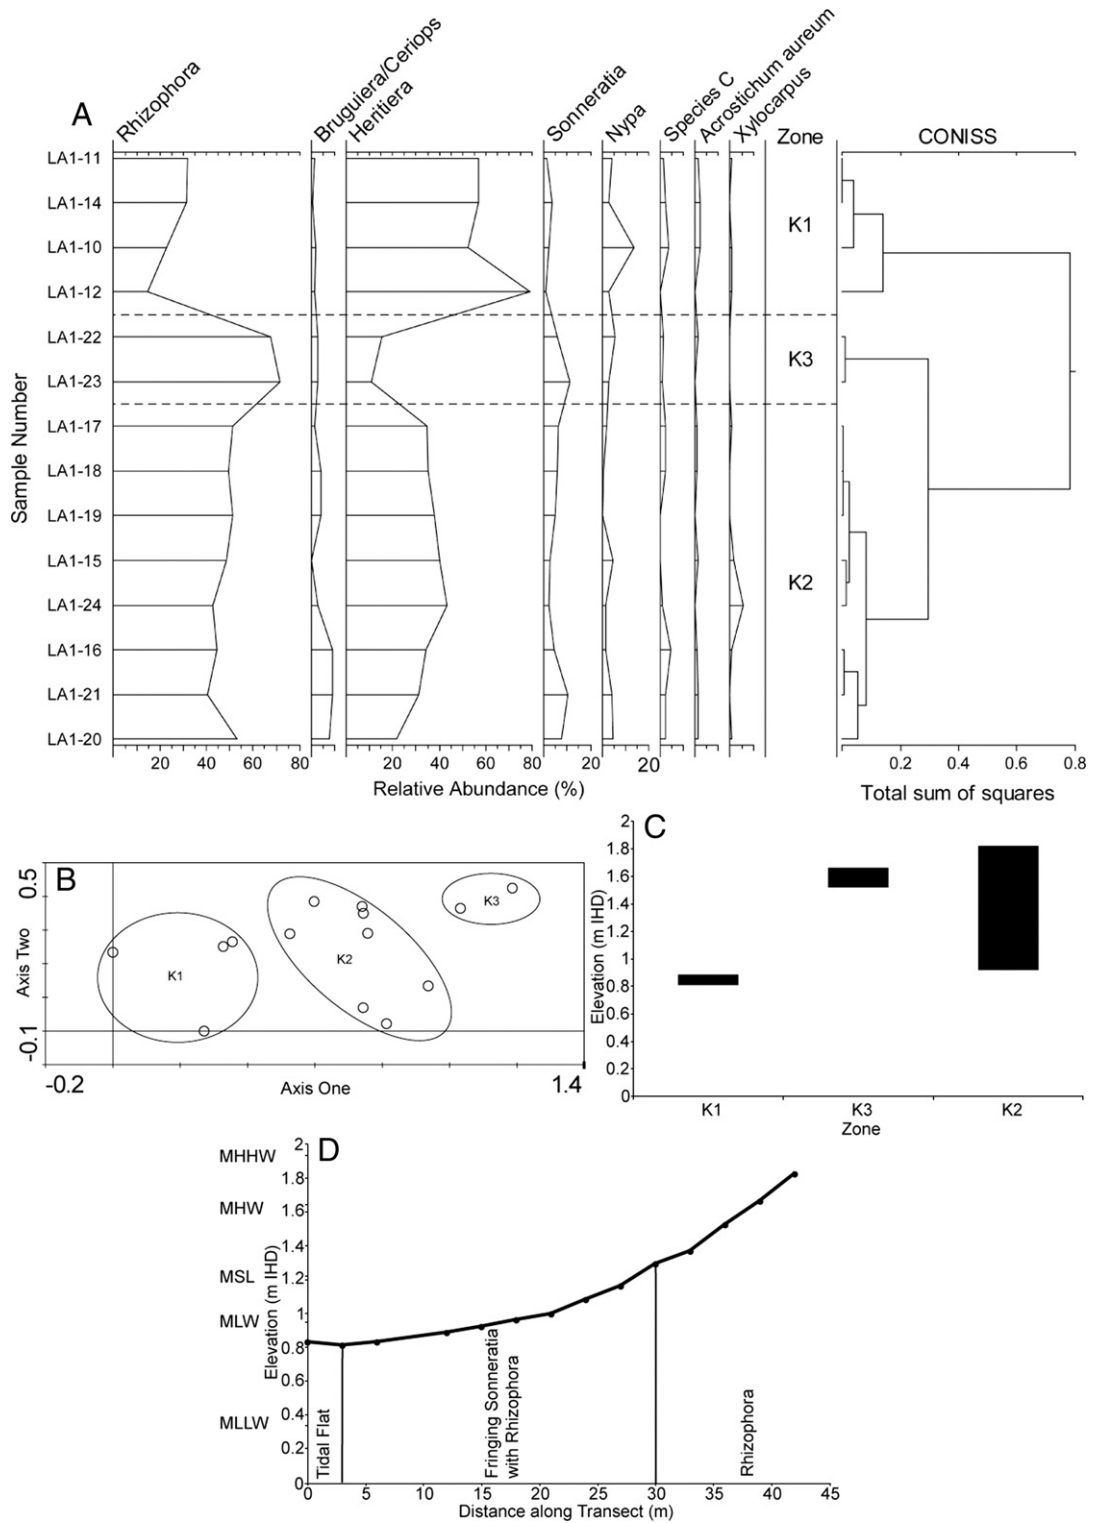 A
Rhizophora
Bruguiera/Ceriops
Heritiera
Sonneratia
Nypa
Species C
Acrostichum aureum
Xylocarpus
Zone
CONISS
Sample Number
LA1-11
LA1-14
LA1-10
LA1-12
LA1-22
LA1-23
LA1-17
LA1-18
LA1-19
LA1-15
LA1-24
LA1-16
LA1-21
LA1-20
K1
K3
K2
20 40 60 80 20 40 60 80 20 20 0.2 0.4 0.6 0.8
Relative Abundance (%)
Total sum of squares
B
0.5
Axis Two
-0.1
K1
K2
K3
-0.2 1.4
Axis One
C
Elevation (m IHD)
2
1.8
1.6
1.4
1.2
1
0.8
0.6
0.4
0.2
0
K1 K3 K2
Zone
D
MHHW
MHW
MSL
MLW
MLLW
Elevation (m IHD)
2
1.8
1.6
1.4
1.2
1
0.8
0.6
0.4
0.2
0
Tidal Flat
Fringing Sonneratia
with Rhizophora
Rhizophora
0 5 10 15 20 25 30 35 40 45
Distance along Transect (m)